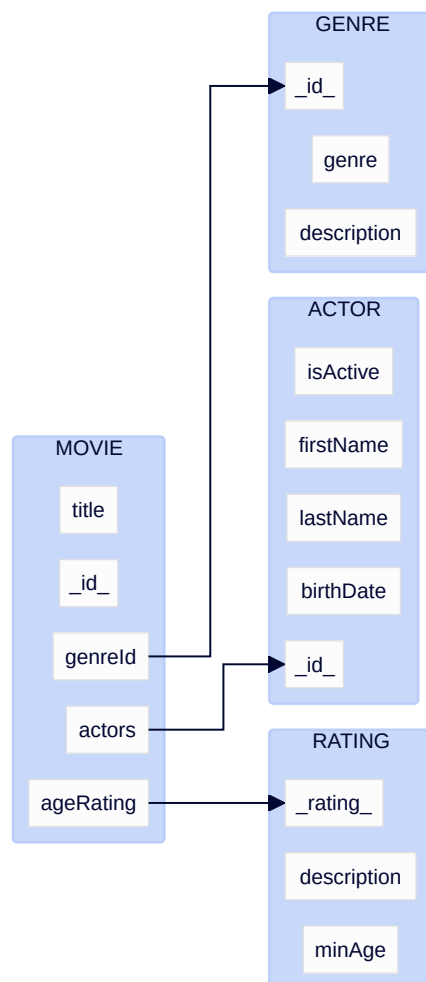 GENRE
_id_
genre
description
ACTOR
isActive
firstName
lastName
birthDate
_id_
MOVIE
title
_id_
genreId
actors
ageRating
RATING
_rating_
description
minAge